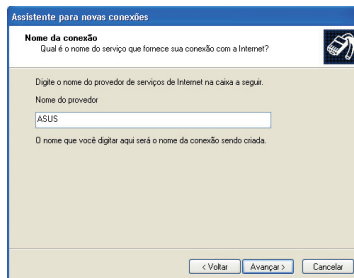 Assistente para novas conexões
Nome da conexão
Qual é o nome do serviço que fornece sua conexão com a Internet?
Digite o nome do provedor de serviços de Internet na caixa a seguir.
Nome do provedor
ASUS
O nome que você digitar aqui será o nome da conexão sendo criada.
< Voltar
Avançar >
Cancelar